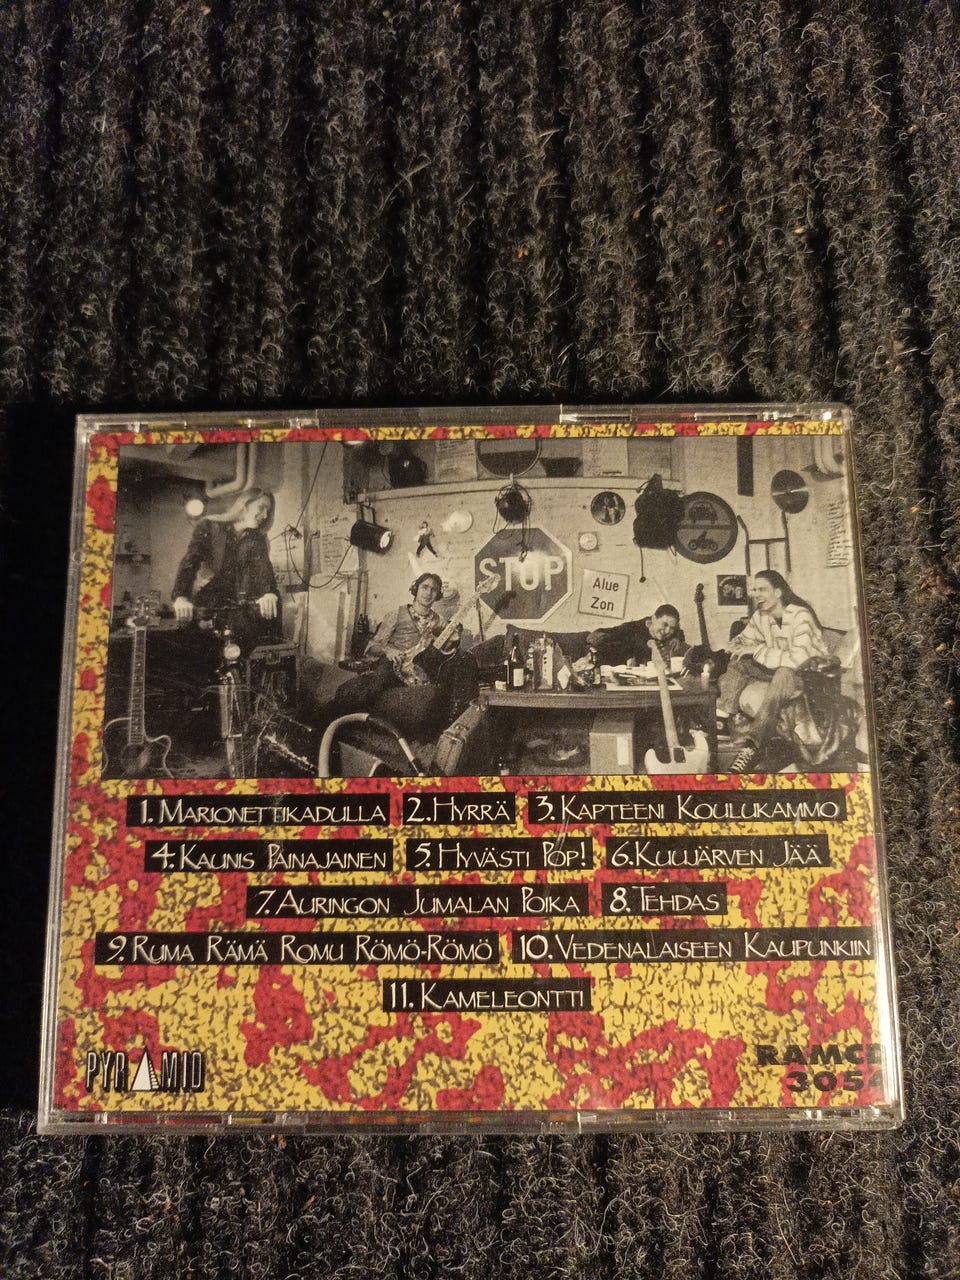 STOP
Alue
Zon
1. MARIONETTIKADULLA 2. HYRRÄ 3. KAPTEENI KOULUKAMMO
4. KAUNIS PAINAJAINEN 5. HYVÄSTI POP! 6. KUUJÄRVEN JÄÄ
7. AURINGON JUMALAN POIKA 8. TEHDAS
9. RUMA RÄMÄ ROMU RÖMÖ-RÖMÖ 10. VEDENALAISEEN KAUPUNKIIN
11. KAMELEONTTI
PYRAMID
RAMCD
3054